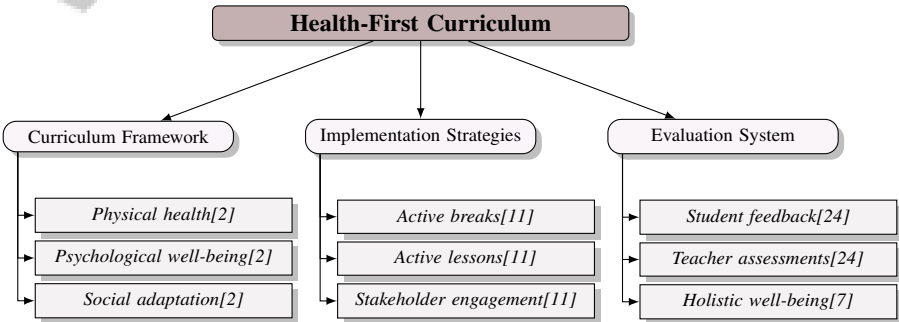 Health-First Curriculum
Curriculum Framework
Physical health[2]
Psychological well-being[2]
Social adaptation[2]
Implementation Strategies
Active breaks[11]
Active lessons[11]
Stakeholder engagement[11]
Evaluation System
Student feedback[24]
Teacher assessments[24]
Holistic well-being[7]